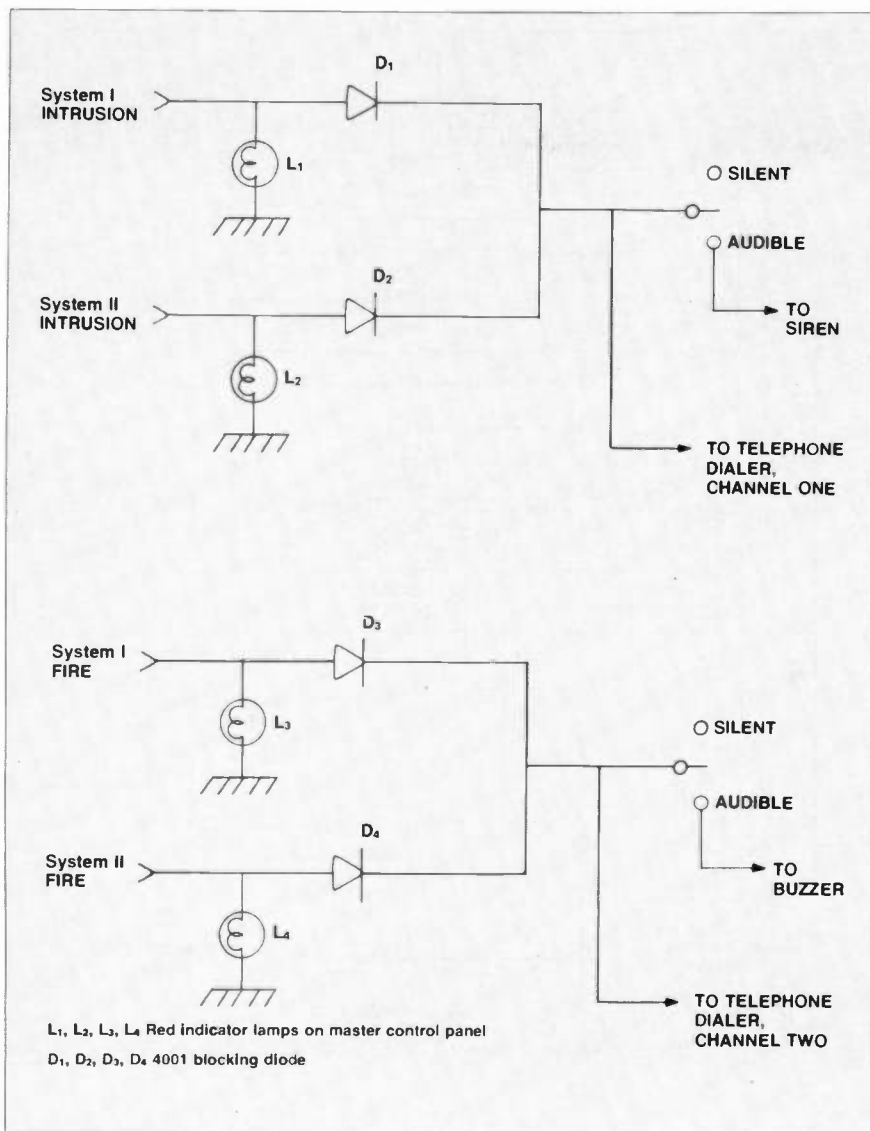 D₁
System I
INTRUSION
L₁
SILENT
AUDIBLE
D₂
System II
INTRUSION
TO
SIREN
L₂
TO TELEPHONE
DIALER,
CHANNEL ONE
D₃
System I
FIRE
L₃
SILENT
AUDIBLE
D₄
System II
FIRE
TO
BUZZER
L₄
TO TELEPHONE
DIALER,
CHANNEL TWO
L₁, L₂, L₃, L₄ Red indicator lamps on master control panel
D₁, D₂, D₃, D₄ 4001 blocking diode